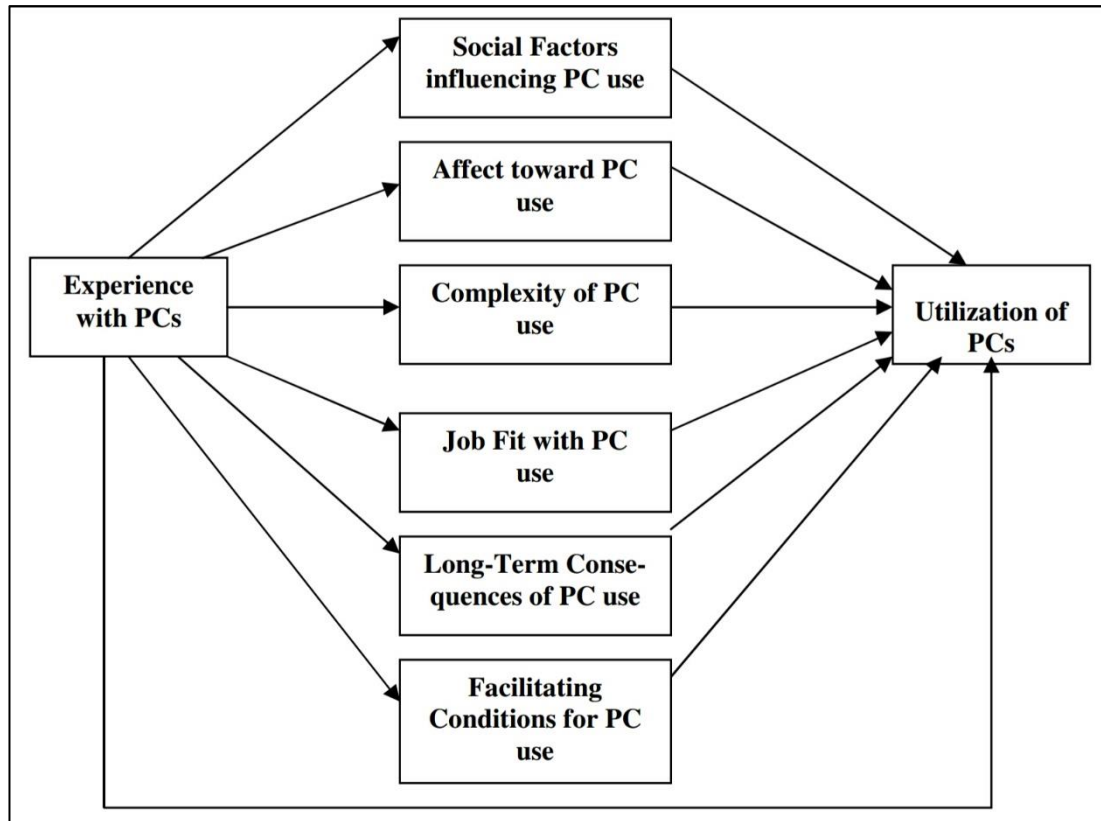 Social Factors
influencing PC use
Affect toward PC
use
Experience
with PCs
Complexity of PC
use
Utilization of
PCs
Job Fit with PC
use
Long-Term Conse-
quences of PC use
Facilitating
Conditions for PC
use